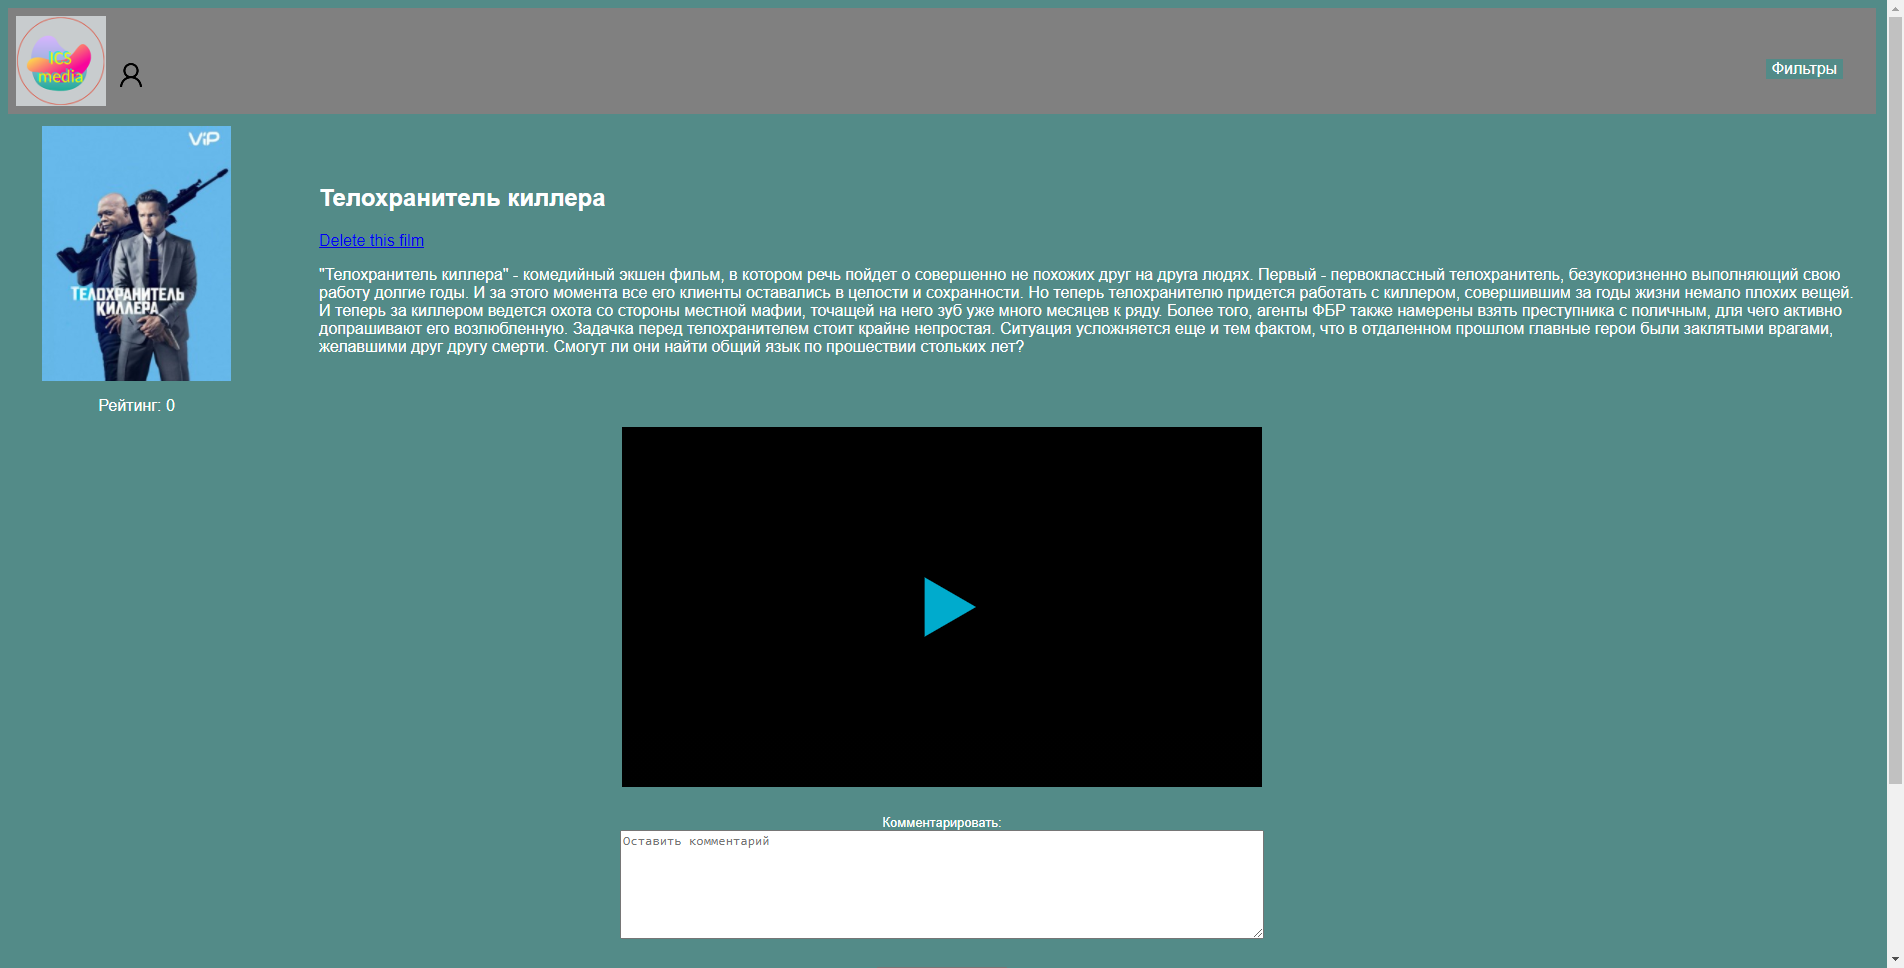 ICS
media
Фильтры
ViP
ТЕЛОХРАНИТЕЛЬ
КИЛЛЕРА
Рейтинг: 0
Телохранитель киллера
Delete this film
"Телохранитель киллера" - комедийный экшен фильм, в котором речь пойдет о совершенно не похожих друг на друга людях. Первый - первоклассный телохранитель, безукоризненно выполняющий свою
работу долгие годы. И за этого момента все его клиенты оставались в целости и сохранности. Но теперь телохранителю придется работать с киллером, совершившим за годы жизни немало плохих вещей.
И теперь за киллером ведется охота со стороны местной мафии, точащей на него зуб уже много месяцев к ряду. Более того, агенты ФБР также намерены взять преступника с поличным, для чего активно
допрашивают его возлюбленную. Задачка перед телохранителем стоит крайне непростая. Ситуация усложняется еще и тем фактом, что в отдаленном прошлом главные герои были заклятыми врагами,
желавшими друг другу смерти. Смогут ли они найти общий язык по прошествии стольких лет?
Комментарировать:
Оставить комментарий